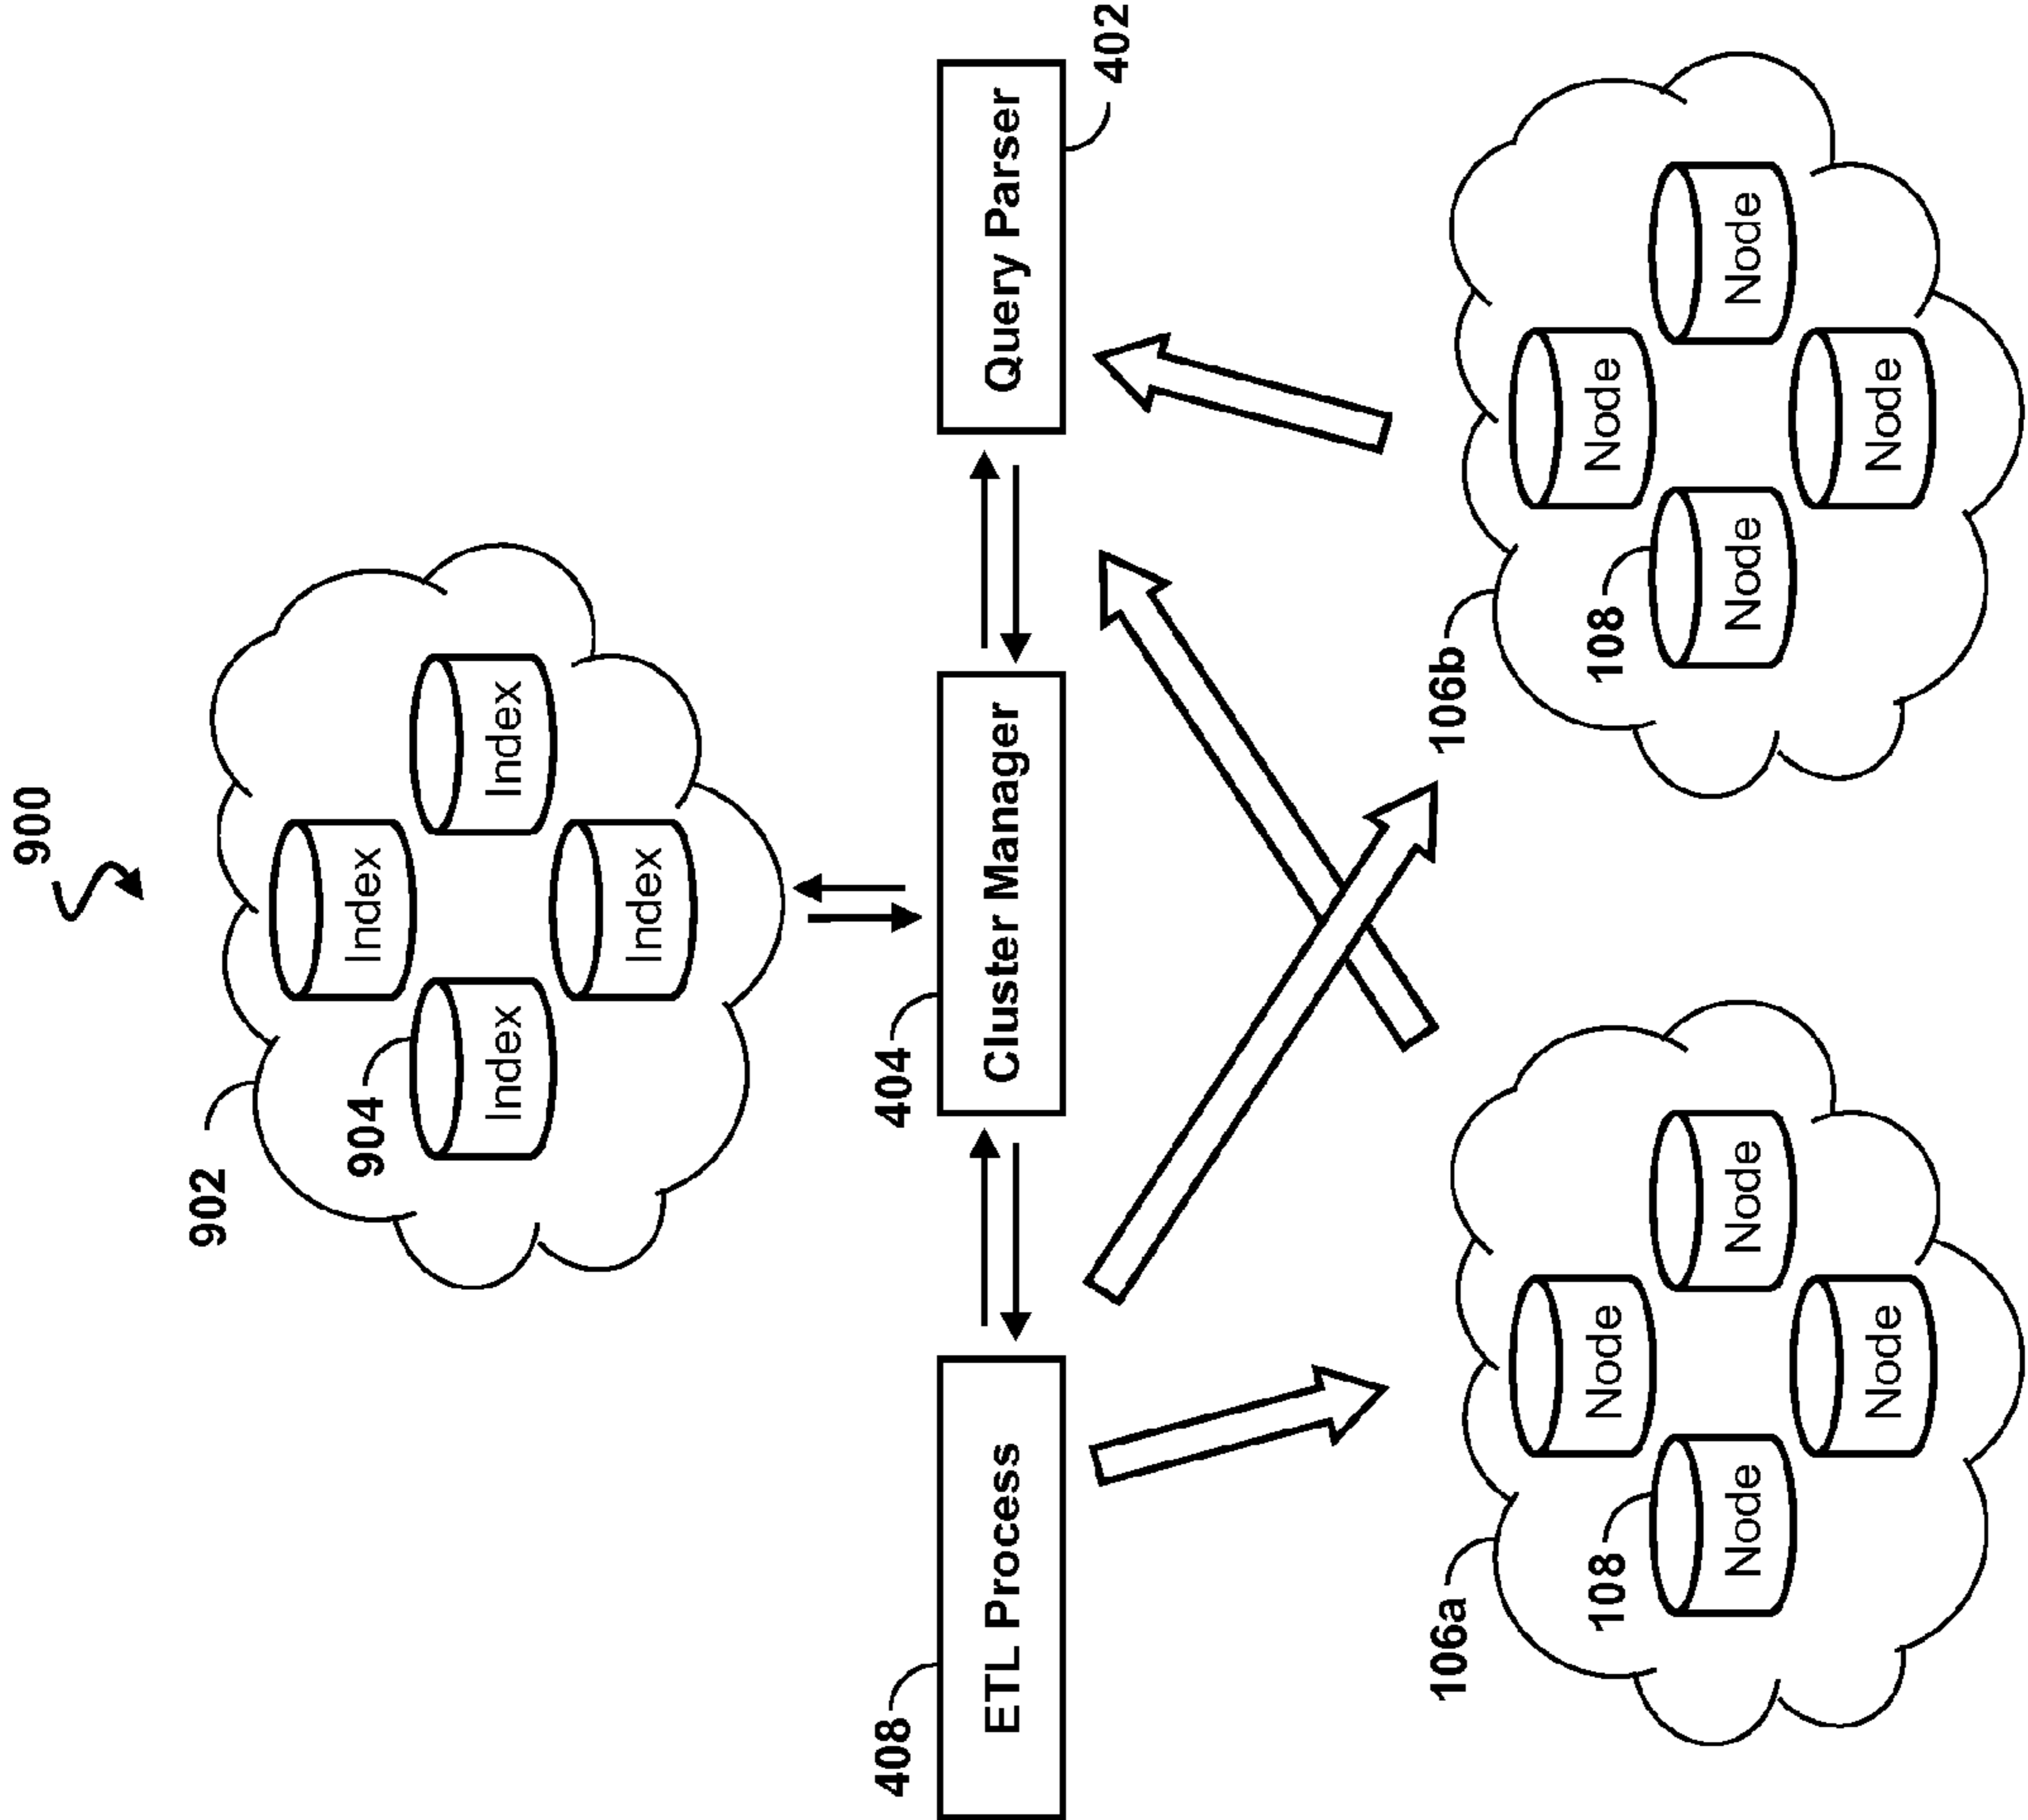 900
902
904
Index
Index
Index
Index
408
404
ETL Process
Cluster Manager
Query Parser
402
106a
106b
108
Node
108
Node
Node
Node
Node
Node
Node
Node